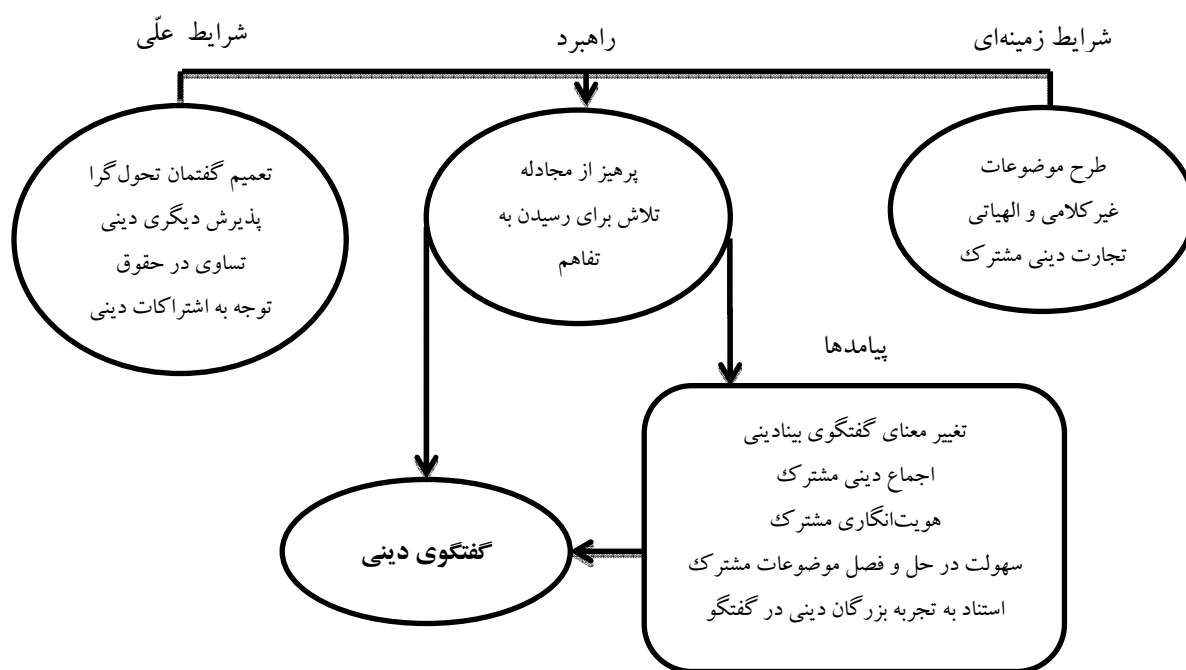 شرایط زمینه‌ای
راهبرد
شرایط علّی
طرح موضوعات
غیرکلامی و الهیاتی
تجارت دینی مشترک
پرهیز از مجادله
تلاش برای رسیدن به
تفاهم
تعمیم گفتمان تحول‌گرا
پذیرش دیگری دینی
تساوی در حقوق
توجه به اشتراکات دینی
پیامدها
تغییر معنای گفتگوی بینادینی
اجماع دینی مشترک
هویت‌انگاری مشترک
سهولت در حل و فصل موضوعات مشترک
استناد به تجربه بزرگان دینی در گفتگو
گفتگوی دینی